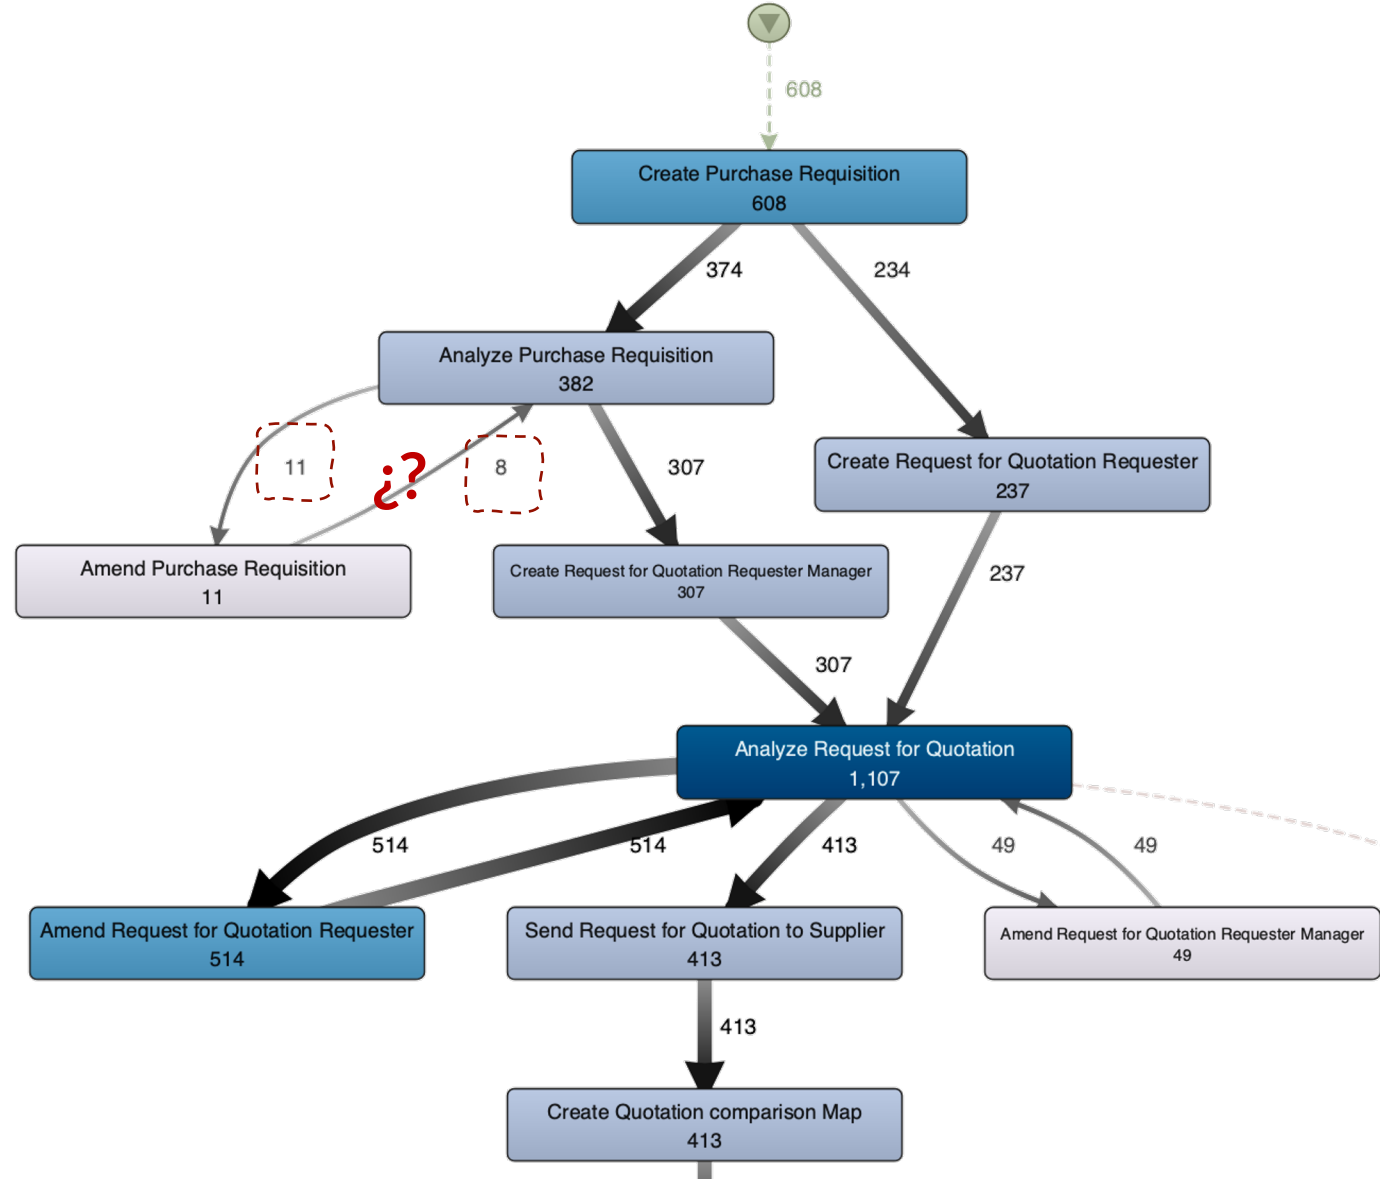 608
Create Purchase Requisition
608
374
234
Analyze Purchase Requisition
382
11
¿?
8
307
Create Request for Quotation Requester
237
Amend Purchase Requisition
11
Create Request for Quotation Requester Manager
307
237
307
Analyze Request for Quotation
1,107
514
514
413
49
49
Amend Request for Quotation Requester
514
Send Request for Quotation to Supplier
413
Amend Request for Quotation Requester Manager
49
413
Create Quotation comparison Map
413